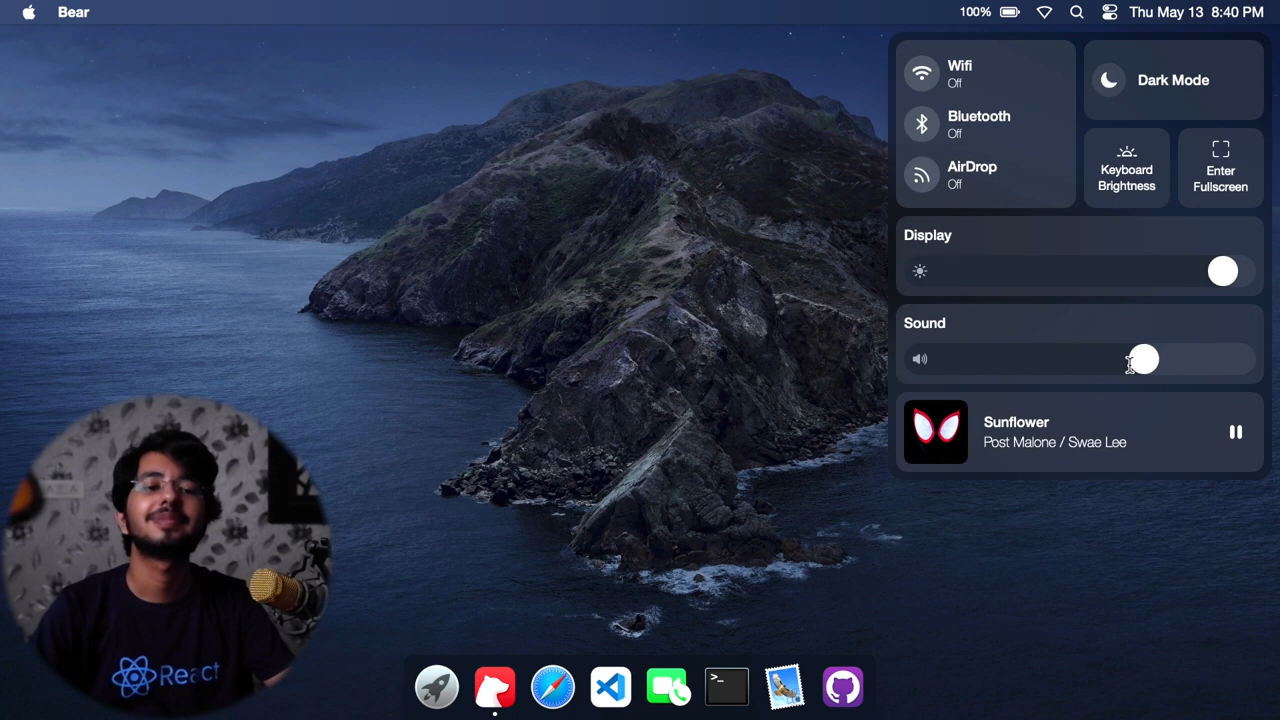 Bear
100%
Thu May 13 8:40 PM
Wifi
Off
Bluetooth
Off
AirDrop
Off
Dark Mode
Keyboard
Brightness
Enter
Fullscreen
Display
Sound
Sunflower
Post Malone / Swae Lee
React
>_